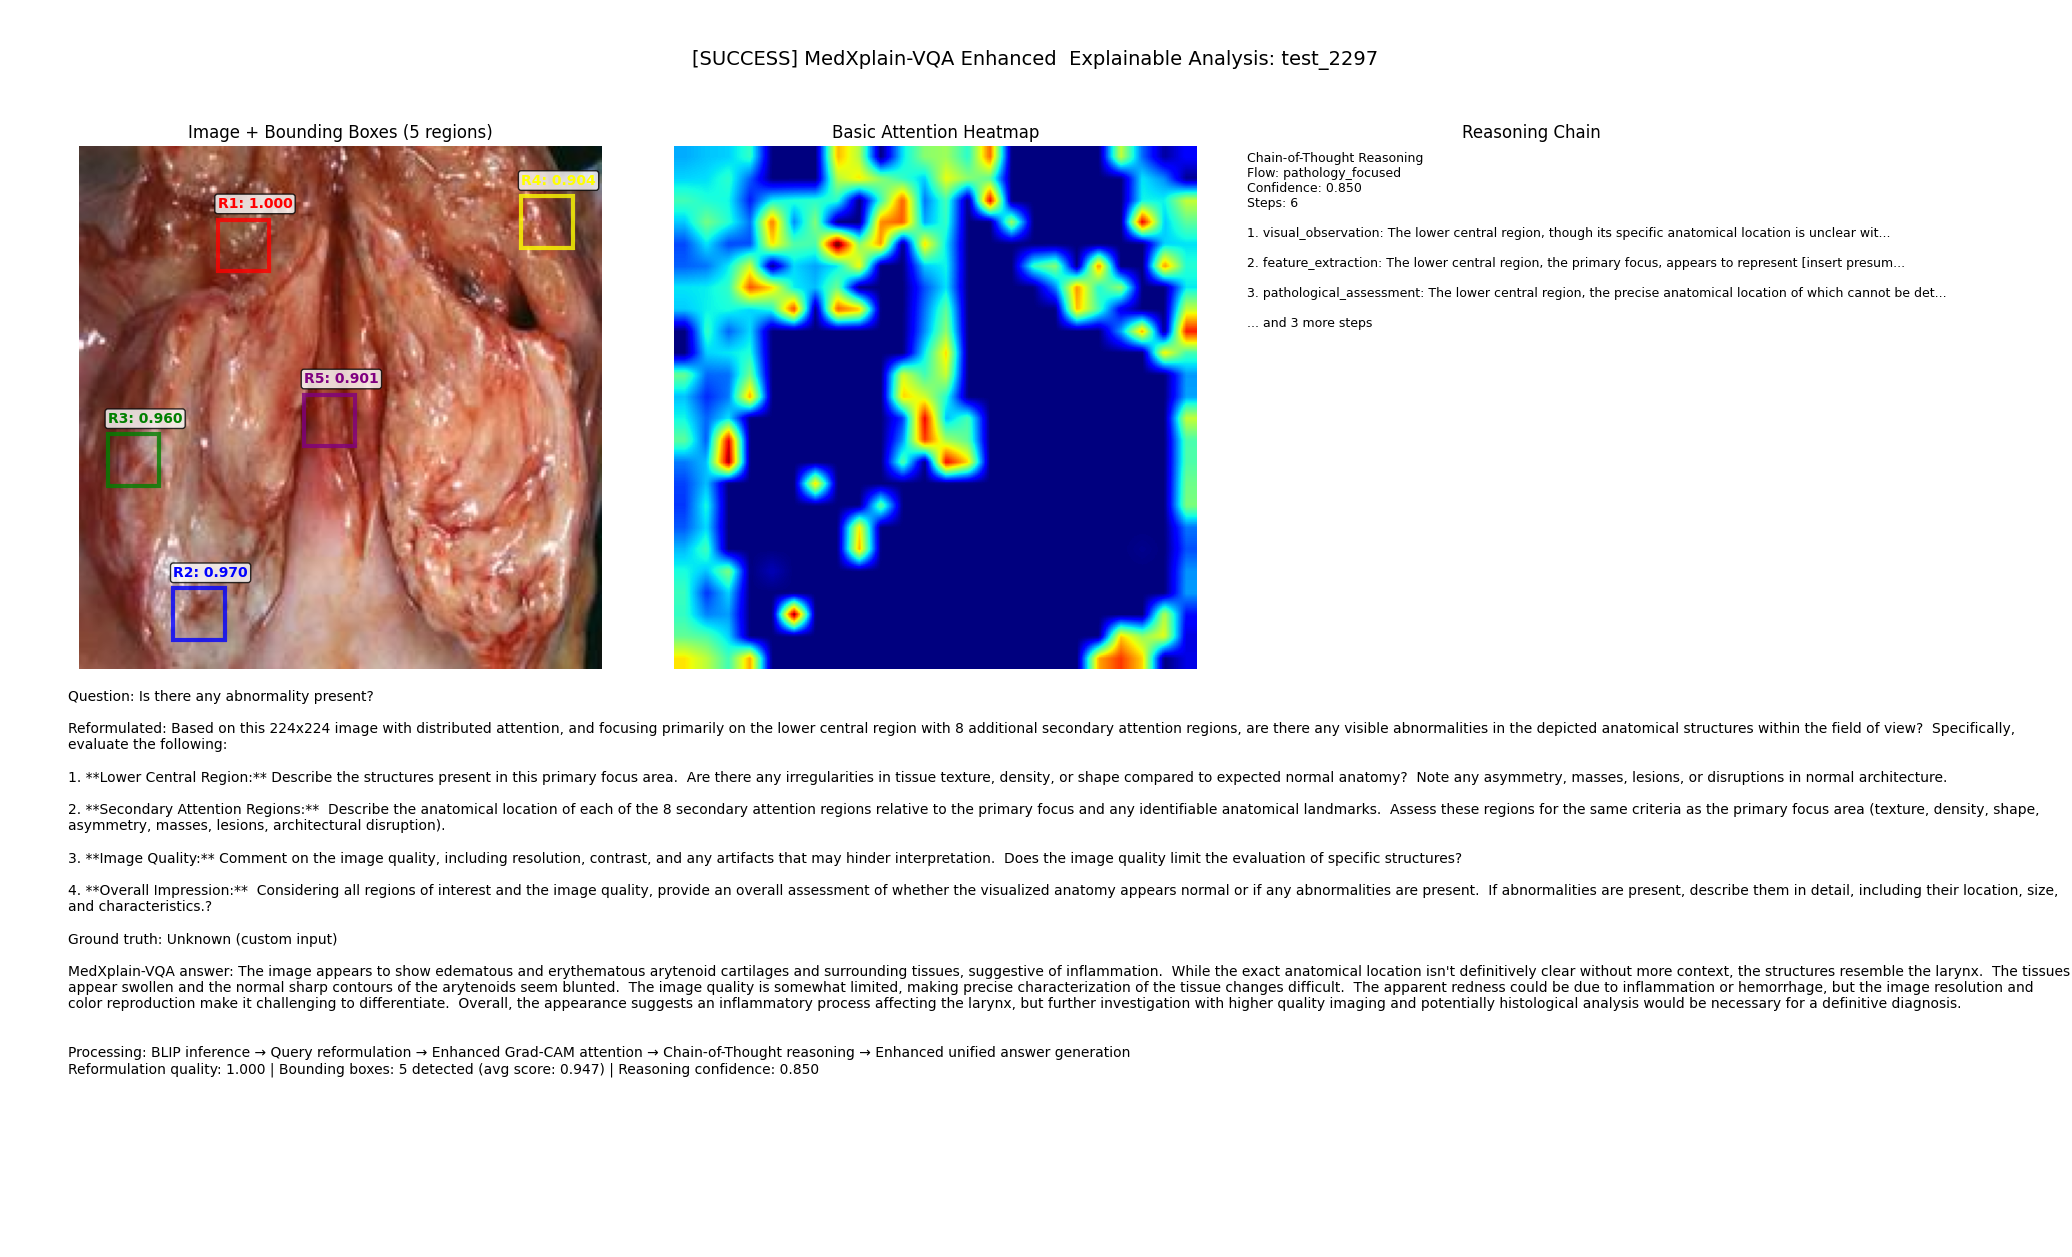 [SUCCESS] MedXplain-VQA Enhanced  Explainable Analysis: test_2297
Image + Bounding Boxes (5 regions)
R1: 1.000
R4: 0.904
R5: 0.901
R3: 0.960
R2: 0.970
Basic Attention Heatmap
Reasoning Chain
Chain-of-Thought Reasoning
Flow: pathology_focused
Confidence: 0.850
Steps: 6
1. visual_observation: The lower central region, though its specific anatomical location is unclear wit...
2. feature_extraction: The lower central region, the primary focus, appears to represent [insert presum...
3. pathological_assessment: The lower central region, the precise anatomical location of which cannot be det...
... and 3 more steps
Question: Is there any abnormality present?
Reformulated: Based on this 224x224 image with distributed attention, and focusing primarily on the lower central region with 8 additional secondary attention regions, are there any visible abnormalities in the depicted anatomical structures within the field of view?  Specifically,
evaluate the following:
1. **Lower Central Region:** Describe the structures present in this primary focus area.  Are there any irregularities in tissue texture, density, or shape compared to expected normal anatomy?  Note any asymmetry, masses, lesions, or disruptions in normal architecture.
2. **Secondary Attention Regions:**  Describe the anatomical location of each of the 8 secondary attention regions relative to the primary focus and any identifiable anatomical landmarks.  Assess these regions for the same criteria as the primary focus area (texture, density, shape,
asymmetry, masses, lesions, architectural disruption).
3. **Image Quality:** Comment on the image quality, including resolution, contrast, and any artifacts that may hinder interpretation.  Does the image quality limit the evaluation of specific structures?
4. **Overall Impression:**  Considering all regions of interest and the image quality, provide an overall assessment of whether the visualized anatomy appears normal or if any abnormalities are present.  If abnormalities are present, describe them in detail, including their location, size,
and characteristics.?
Ground truth: Unknown (custom input)
MedXplain-VQA answer: The image appears to show edematous and erythematous arytenoid cartilages and surrounding tissues, suggestive of inflammation.  While the exact anatomical location isn't definitively clear without more context, the structures resemble the larynx.  The tissues
appear swollen and the normal sharp contours of the arytenoids seem blunted.  The image quality is somewhat limited, making precise characterization of the tissue changes difficult.  The apparent redness could be due to inflammation or hemorrhage, but the image resolution and
color reproduction make it challenging to differentiate.  Overall, the appearance suggests an inflammatory process affecting the larynx, but further investigation with higher quality imaging and potentially histological analysis would be necessary for a definitive diagnosis.
Processing: BLIP inference → Query reformulation → Enhanced Grad-CAM attention → Chain-of-Thought reasoning → Enhanced unified answer generation
Reformulation quality: 1.000 | Bounding boxes: 5 detected (avg score: 0.947) | Reasoning confidence: 0.850